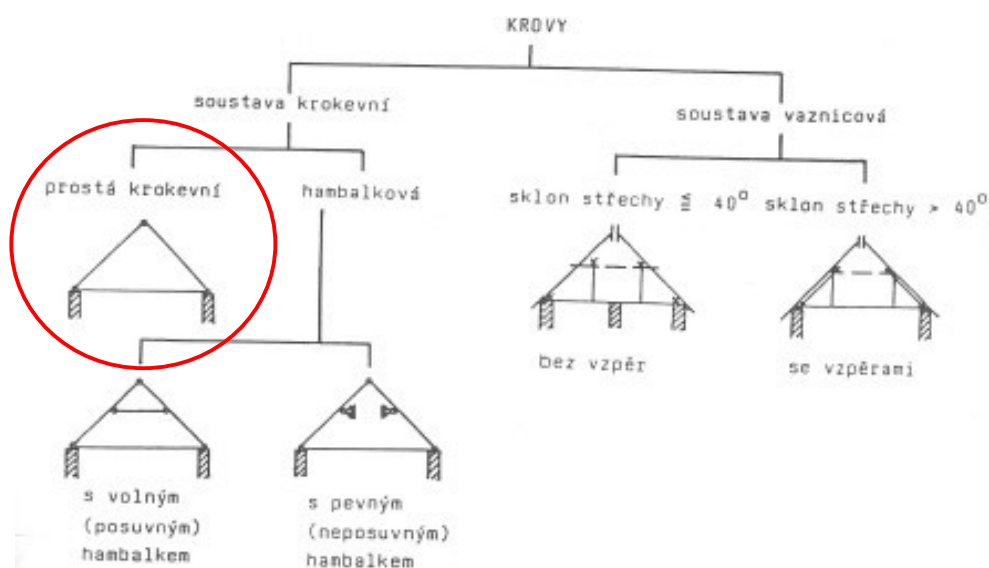 KROVY
soustava krokevní
soustava vaznicová
prostá krokevní
hambalková
sklon střechy ≦ 40°
sklon střechy > 40°
bez vzpěr
se vzpěrami
s volným
(posuvným)
hambalkem
s pevným
(neposuvným)
hambalkem